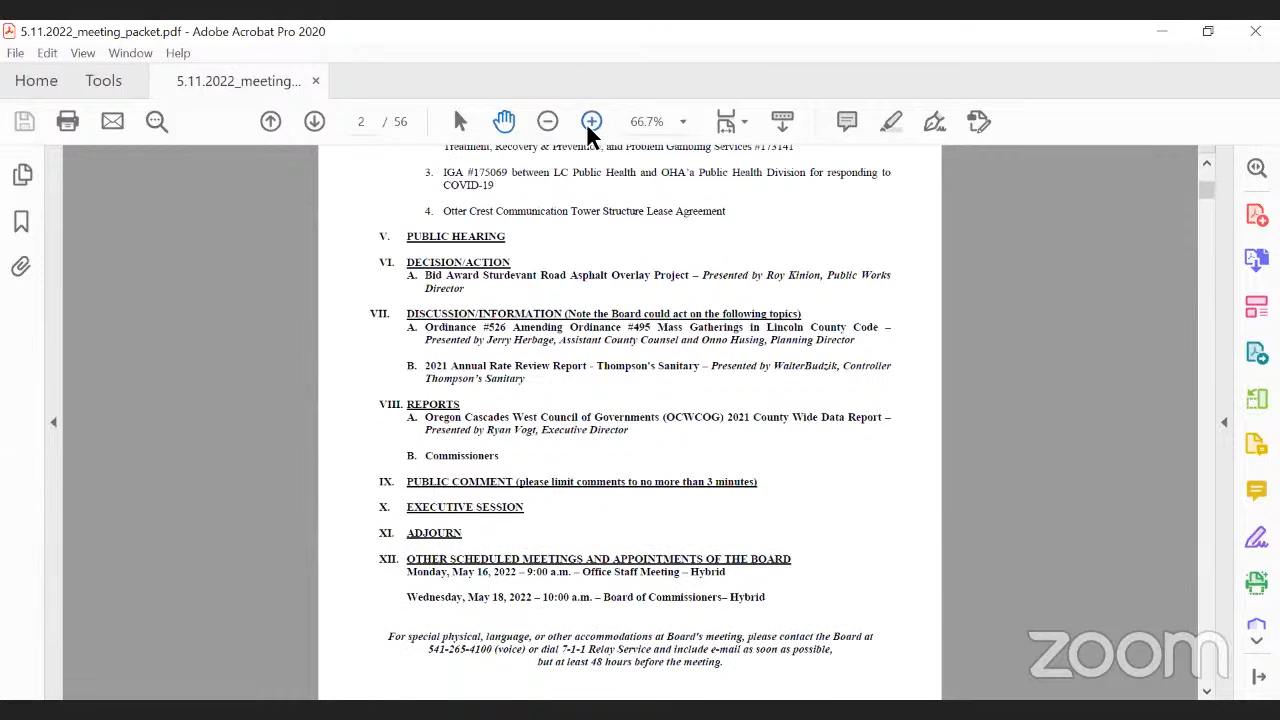 5.11.2022_meeting_packet.pdf - Adobe Acrobat Pro 2020
File Edit View Window Help
Home Tools 5.11.2022_meeting... ×
2 / 56 66.7%
Treatment, Recovery & Prevention, and Problem Gambling Services #173141
3. IGA #175069 between LC Public Health and OHA'a Public Health Division for responding to
COVID-19
4. Otter Crest Communication Tower Structure Lease Agreement
V. PUBLIC HEARING
VI. DECISION/ACTION
A. Bid Award Sturdevant Road Asphalt Overlay Project – Presented by Roy Kinion, Public Works
Director
VII. DISCUSSION/INFORMATION (Note the Board could act on the following topics)
A. Ordinance #526 Amending Ordinance #495 Mass Gatherings in Lincoln County Code –
Presented by Jerry Herbage, Assistant County Counsel and Onno Husing, Planning Director
B. 2021 Annual Rate Review Report - Thompson's Sanitary – Presented by WalterBudzik, Controller
Thompson's Sanitary
VIII. REPORTS
A. Oregon Cascades West Council of Governments (OCWCOG) 2021 County Wide Data Report –
Presented by Ryan Vogt, Executive Director
B. Commissioners
IX. PUBLIC COMMENT (please limit comments to no more than 3 minutes)
X. EXECUTIVE SESSION
XI. ADJOURN
XII. OTHER SCHEDULED MEETINGS AND APPOINTMENTS OF THE BOARD
Monday, May 16, 2022 – 9:00 a.m. – Office Staff Meeting – Hybrid
Wednesday, May 18, 2022 – 10:00 a.m. – Board of Commissioners– Hybrid
For special physical, language, or other accommodations at Board's meeting, please contact the Board at
541-265-4100 (voice) or dial 7-1-1 Relay Service and include e-mail as soon as possible,
but at least 48 hours before the meeting.
zoom